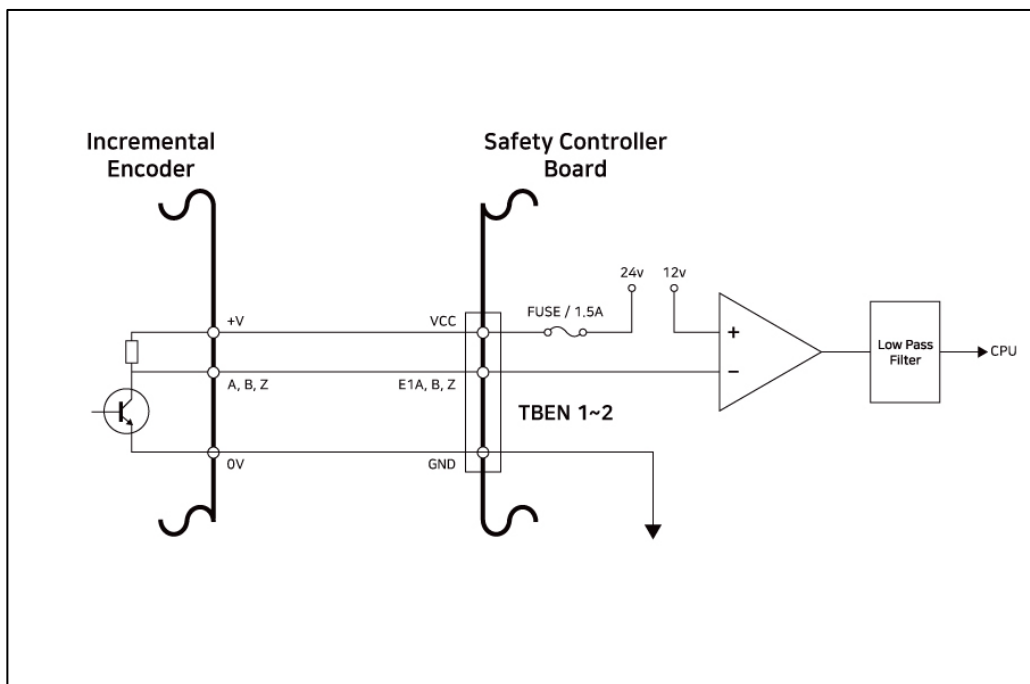 Incremental
Encoder
Safety Controller
Board
24v
12v
FUSE / 1.5A
+V
VCC
+
Low Pass
Filter
CPU
A, B, Z
E1A, B, Z
−
TBEN 1~2
0V
GND